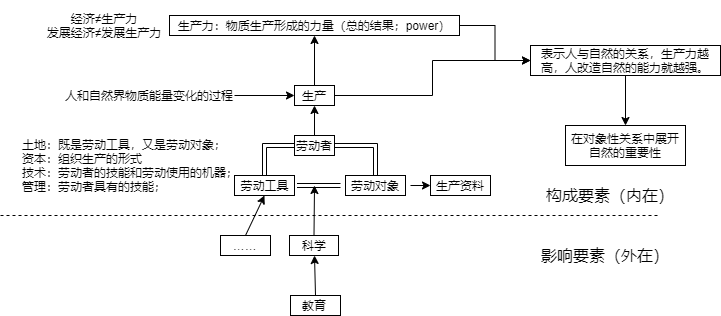 经济≠生产力
发展经济≠发展生产力
生产力：物质生产形成的力量（总的结果；power）
表示人与自然的关系，生产力越
高，人改造自然的能力就越强。
人和自然界物质能量变化的过程
生产
在对象性关系中展开
自然的重要性
土地：既是劳动工具，又是劳动对象；
资本：组织生产的形式
技术：劳动者的技能和劳动使用的机器；
管理：劳动者具有的技能；
劳动者
劳动工具
劳动对象
生产资料
构成要素（内在）
……
科学
影响要素（外在）
教育